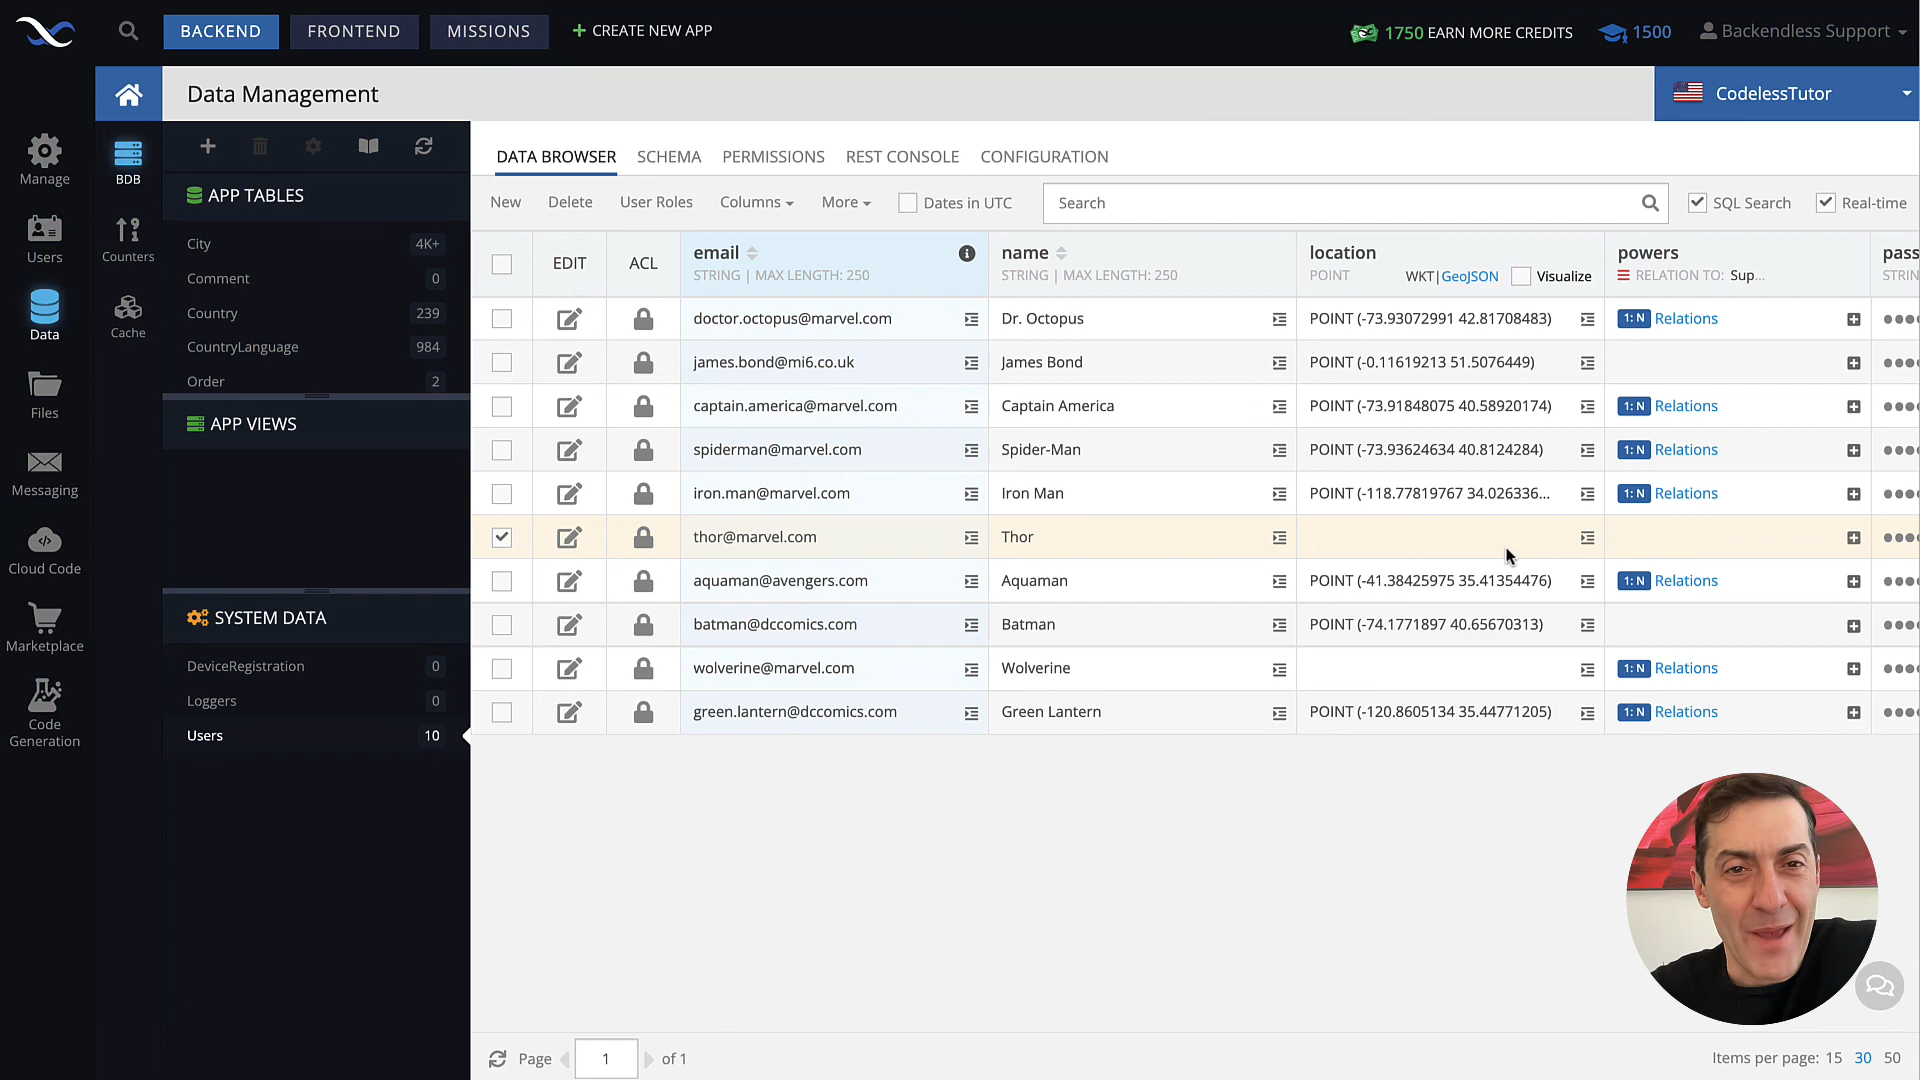 BACKEND
FRONTEND
MISSIONS
+ CREATE NEW APP
1750 EARN MORE CREDITS
1500
Backendless Support
Data Management
CodelessTutor
Manage
Users
Data
Files
Messaging
Cloud Code
Marketplace
Code
Generation
BDB
Counters
Cache
APP TABLES
City 4K+
Comment 0
Country 239
CountryLanguage 984
Order 2
APP VIEWS
SYSTEM DATA
DeviceRegistration 0
Loggers 0
Users 10
DATA BROWSER SCHEMA PERMISSIONS REST CONSOLE CONFIGURATION
New Delete User Roles Columns More Dates in UTC Search SQL Search Real-time
EDIT ACL email name location powers pass
STRING | MAX LENGTH: 250 STRING | MAX LENGTH: 250 POINT WKT|GeoJSON Visualize RELATION TO: Sup... STRIN
doctor.octopus@marvel.com Dr. Octopus POINT (-73.93072991 42.81708483) 1: N Relations
james.bond@mi6.co.uk James Bond POINT (-0.11619213 51.5076449)
captain.america@marvel.com Captain America POINT (-73.91848075 40.58920174) 1: N Relations
spiderman@marvel.com Spider-Man POINT (-73.93624634 40.8124284) 1: N Relations
iron.man@marvel.com Iron Man POINT (-118.77819767 34.026336... 1: N Relations
thor@marvel.com Thor
aquaman@avengers.com Aquaman POINT (-41.38425975 35.41354476) 1: N Relations
batman@dccomics.com Batman POINT (-74.1771897 40.65670313)
wolverine@marvel.com Wolverine 1: N Relations
green.lantern@dccomics.com Green Lantern POINT (-120.8605134 35.44771205) 1: N Relations
Page 1 of 1
Items per page: 15 30 50